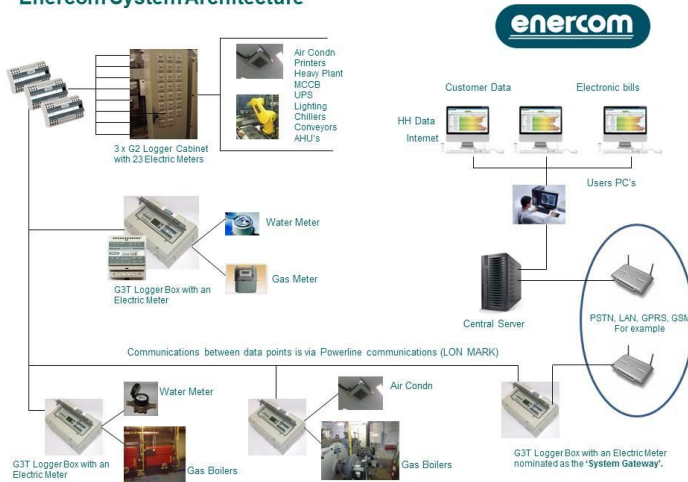 Enercom System Architecture
enercom
Air Condn
Printers
Heavy Plant
MCCB
UPS
Lighting
Chillers
Conveyors
AHU's
3 x G2 Logger Cabinet
with 23 Electric Meters
Customer Data
Electronic bills
HH Data
Internet
Users PC's
Water Meter
Gas Meter
G3T Logger Box with an
Electric Meter
Central Server
PSTN, LAN, GPRS, GSM
For example
Communications between data points is via Powerline communications (LON MARK)
Water Meter
Gas Boilers
G3T Logger Box with an
Electric Meter
Air Condn
Gas Boilers
G3T Logger Box with an Electric Meter
nominated as the 'System Gateway'.